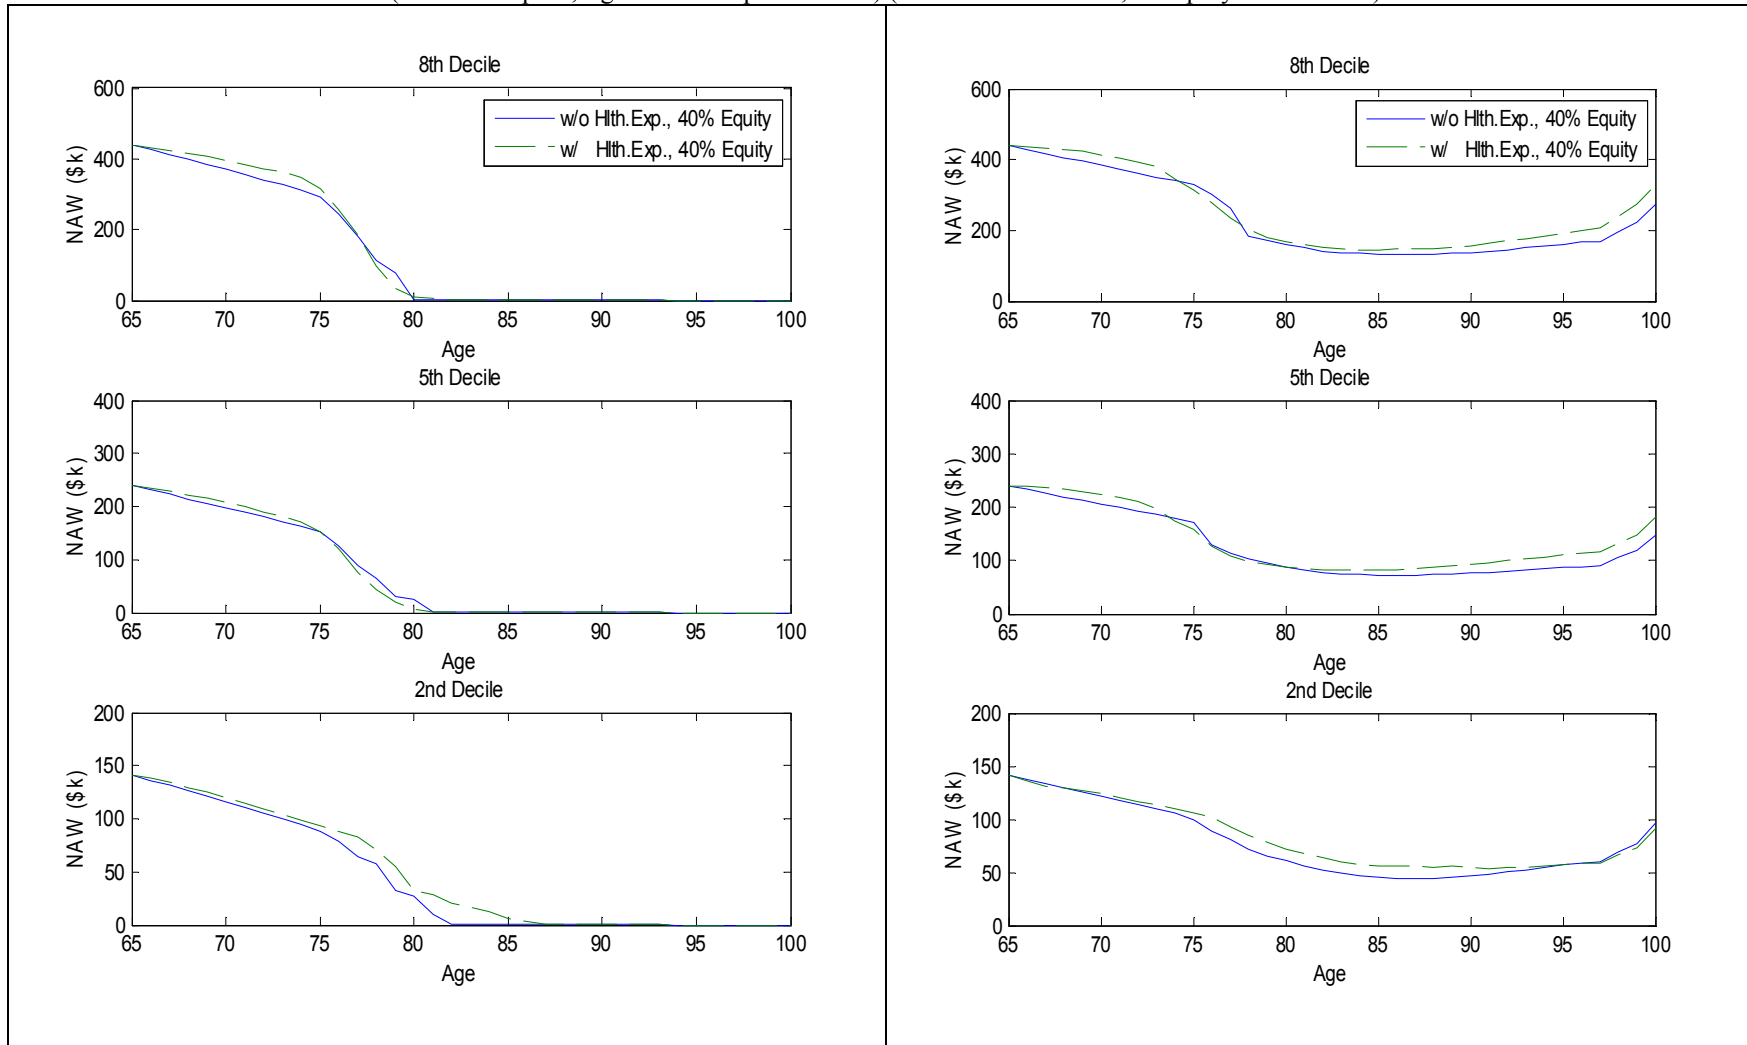 8th Decile
w/o Hlth.Exp., 40% Equity
w/ Hlth.Exp., 40% Equity
600
400
200
0
NAW ($k)
65 70 75 80 85 90 95 100
Age
5th Decile
400
300
200
100
0
NAW ($k)
65 70 75 80 85 90 95 100
Age
2nd Decile
200
150
100
50
0
NAW ($k)
65 70 75 80 85 90 95 100
Age
8th Decile
w/o Hlth.Exp., 40% Equity
w/ Hlth.Exp., 40% Equity
600
400
200
0
NAW ($k)
65 70 75 80 85 90 95 100
Age
5th Decile
400
300
200
100
0
NAW ($k)
65 70 75 80 85 90 95 100
Age
2nd Decile
200
150
100
50
0
NAW ($k)
65 70 75 80 85 90 95 100
Age